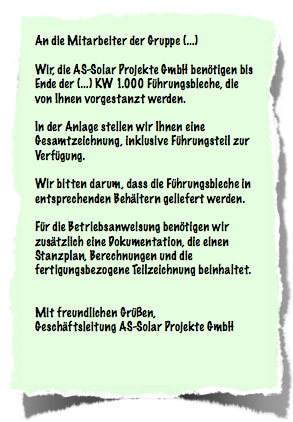 An die Mitarbeiter der Gruppe (...)
Wir, die AS-Solar Projekte GmbH benötigen bis
Ende der (...) KW 1.000 Führungsbleche, die
von Ihnen vorgestanzt werden.
In der Anlage stellen wir Ihnen eine
Gesamtzeichnung, inklusive Führungsteil zur
Verfügung.
Wir bitten darum, dass die Führungsbleche in
entsprechenden Behältern geliefert werden.
Für die Betriebsanweisung benötigen wir
zusätzlich eine Dokumentation, die einen
Stanzplan, Berechnungen und die
fertigungsbezogene Teilzeichnung beinhaltet.
Mit freundlichen Grüßen,
Geschäftsleitung AS-Solar Projekte GmbH